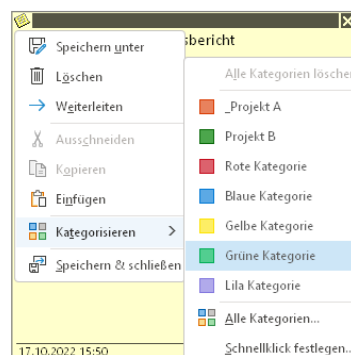 sbericht
Speichern unter
Löschen
Weiterleiten
Ausschneiden
Kopieren
Einfügen
Kategorisieren
Speichern & schließen
Alle Kategorien löschen
_Projekt A
Projekt B
Rote Kategorie
Blaue Kategorie
Gelbe Kategorie
Grüne Kategorie
Lila Kategorie
Alle Kategorien...
Schnellklick festlegen...
17.10.2022 15:50